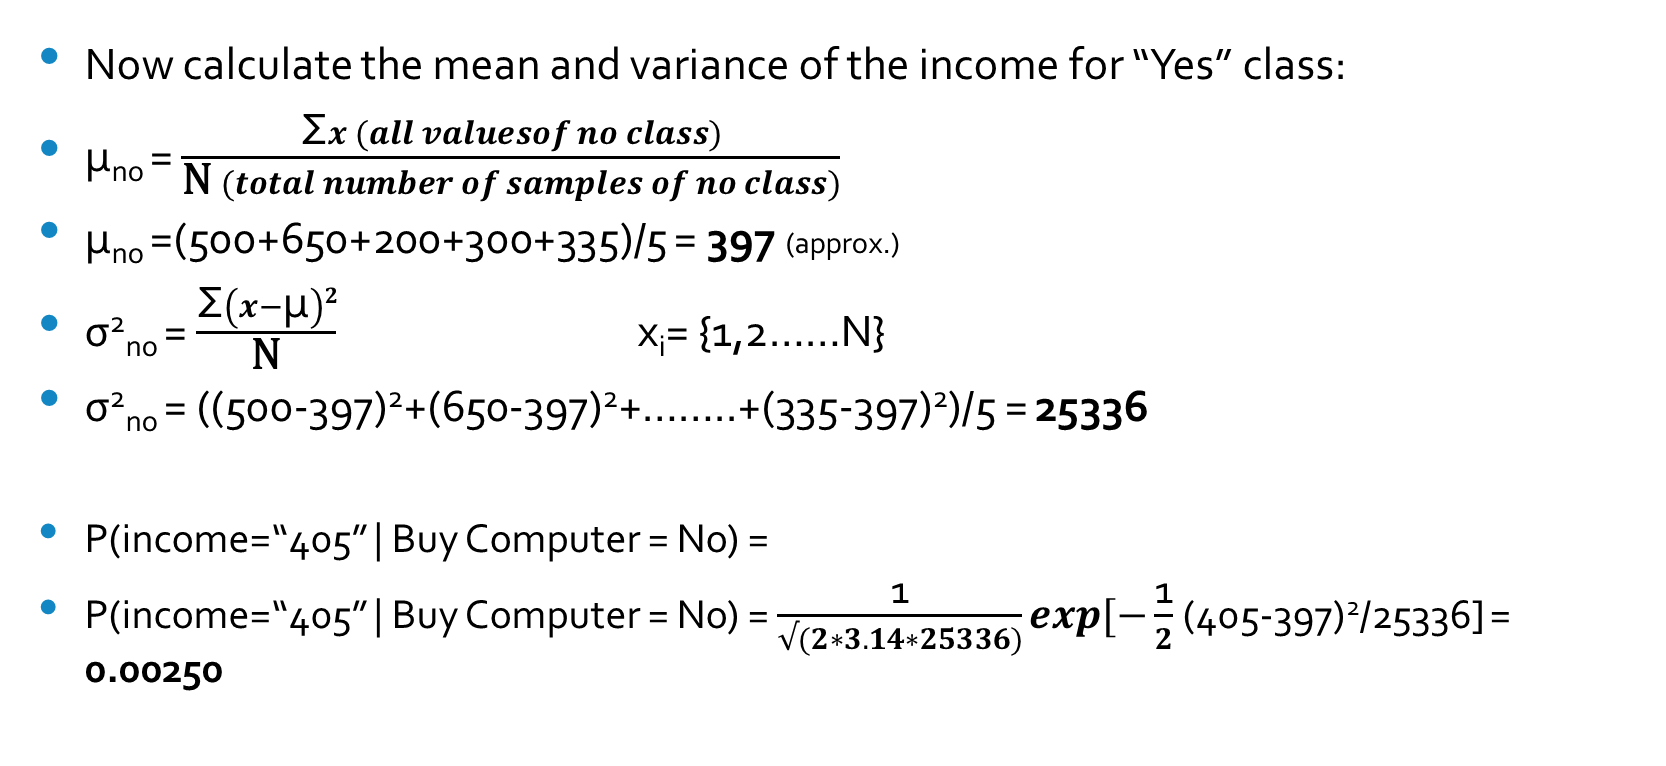 • Now calculate the mean and variance of the income for “Yes” class:
• μno = Σx (all valuesof no class) / N (total number of samples of no class)
• μno =(500+650+200+300+335)/5 = 397 (approx.)
• σ²no = Σ(x−μ)² / N xi= {1,2......N}
• σ²no = ((500-397)²+(650-397)²+........+(335-397)²)/5 = 25336
• P(income=“405” | Buy Computer = No) =
• P(income=“405” | Buy Computer = No) = 1 / √(2*3.14*25336) exp[− 1/2 (405-397)²/25336] =
0.00250